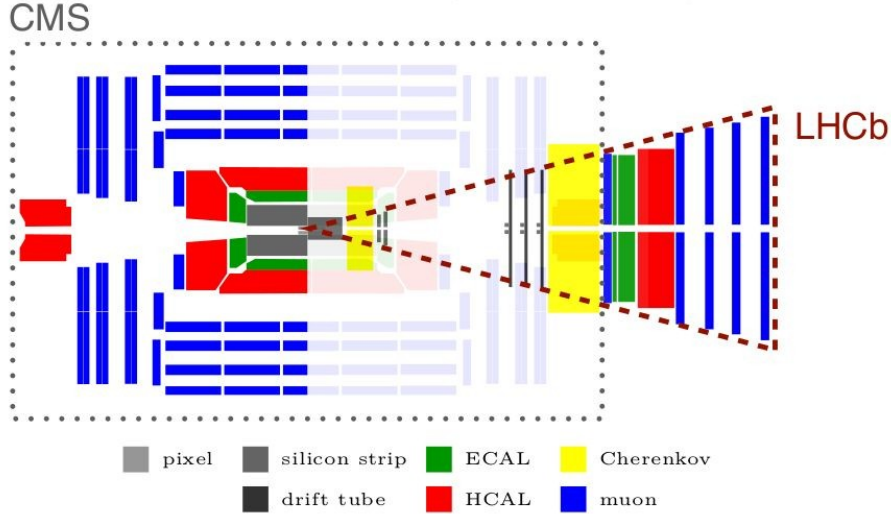 CMS
LHCb
pixel silicon strip ECAL Cherenkov
drift tube HCAL muon